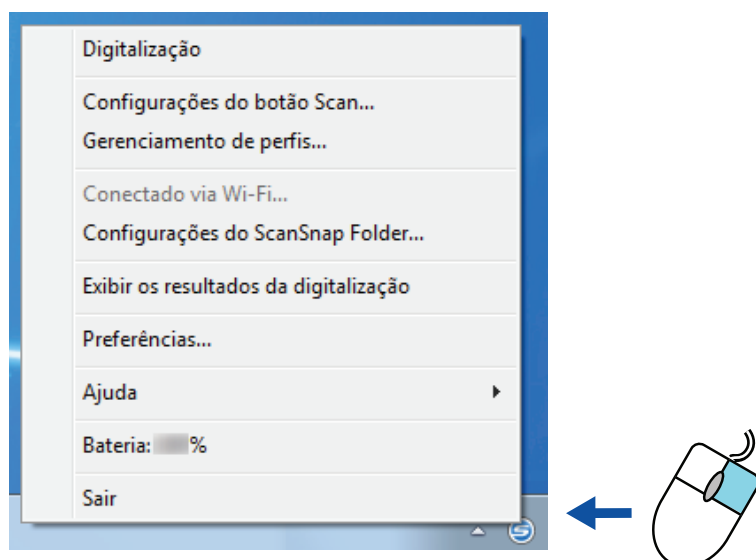 Digitalização
Configurações do botão Scan...
Gerenciamento de perfis...
Conectado via Wi-Fi...
Configurações do ScanSnap Folder...
Exibir os resultados da digitalização
Preferências...
Ajuda
Bateria: %
Sair